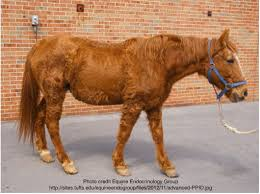 Photo credit Equine Endocrinology Group
http://sites.tufts.edu/equineendogroup/files/2012/11/advanced-PPID.jpg